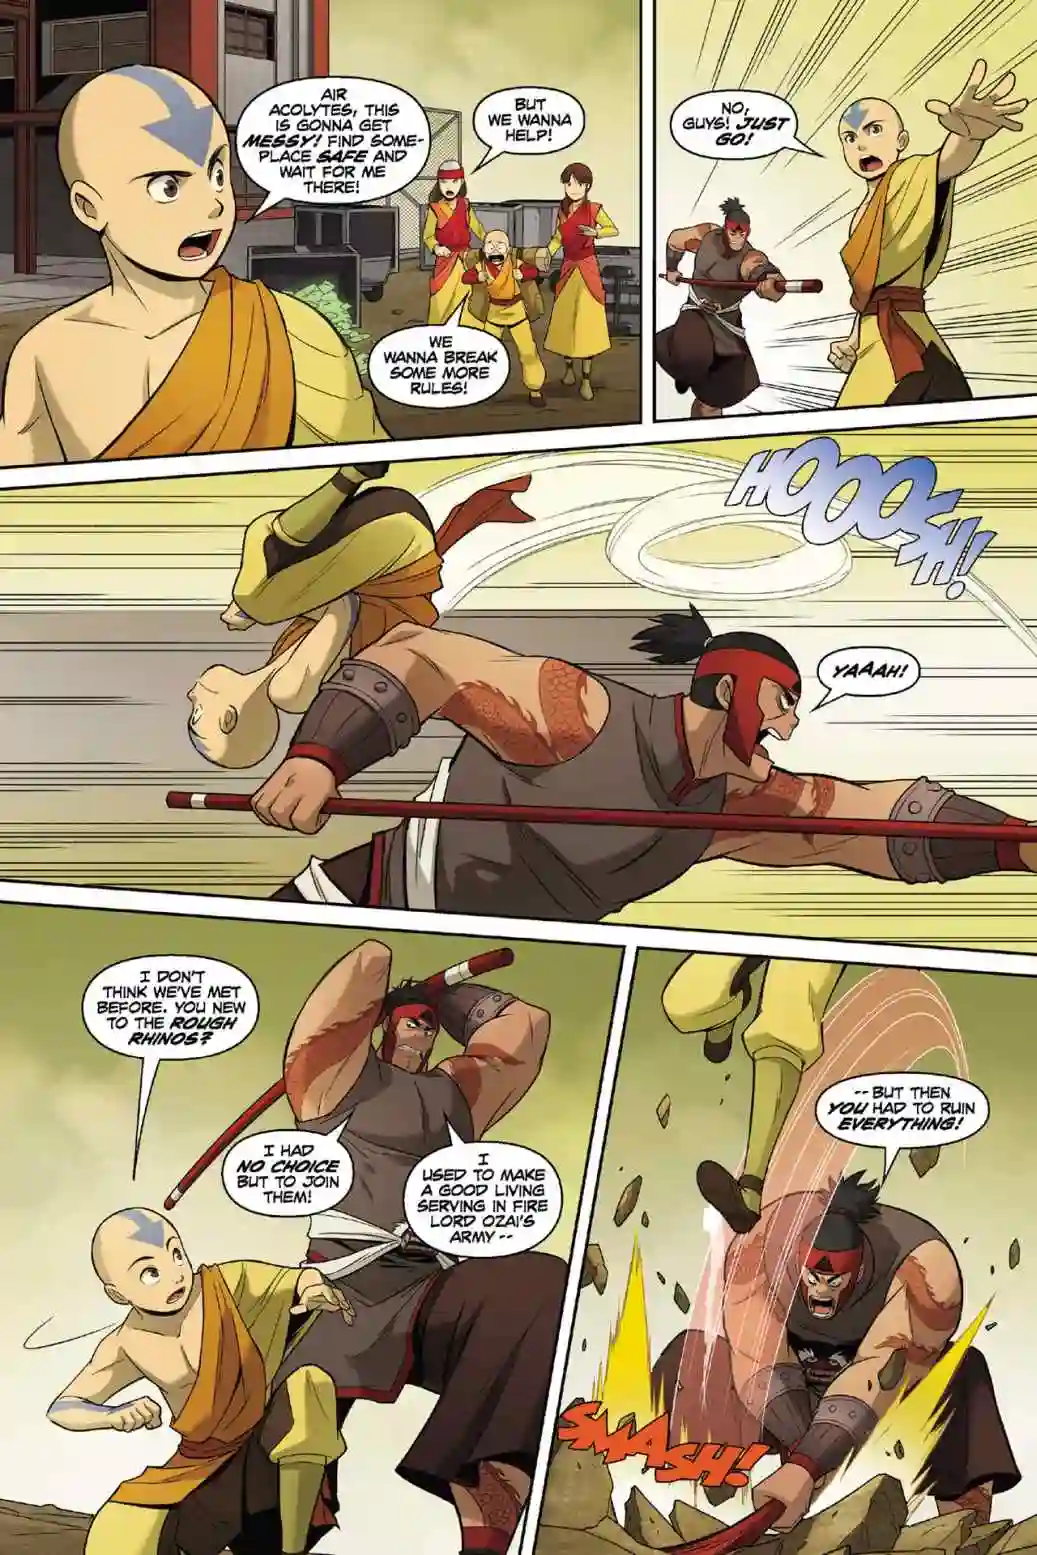 AIR
ACOLYTES, THIS
IS GONNA GET
MESSY! FIND SOME-
PLACE SAFE AND
WAIT FOR ME
THERE!
BUT
WE WANNA
HELP!
WE
WANNA BREAK
SOME MORE
RULES!
NO,
GUYS! JUST
GO!
HOOOSH!
YAAAH!
I DON'T
THINK WE'VE MET
BEFORE. YOU NEW
TO THE ROUGH
RHINOS?
I HAD
NO CHOICE
BUT TO JOIN
THEM!
I
USED TO MAKE
A GOOD LIVING
SERVING IN FIRE
LORD OZAI'S
ARMY --
-- BUT THEN
YOU HAD TO RUIN
EVERYTHING!
SMASH!